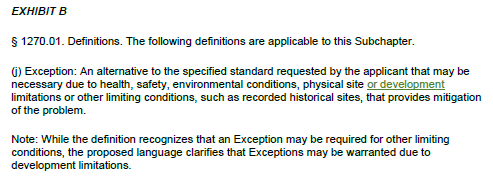 EXHIBIT B
§ 1270.01. Definitions. The following definitions are applicable to this Subchapter.
(j) Exception: An alternative to the specified standard requested by the applicant that may be
necessary due to health, safety, environmental conditions, physical site or development
limitations or other limiting conditions, such as recorded historical sites, that provides mitigation
of the problem.
Note: While the definition recognizes that an Exception may be required for other limiting
conditions, the proposed language clarifies that Exceptions may be warranted due to
development limitations.